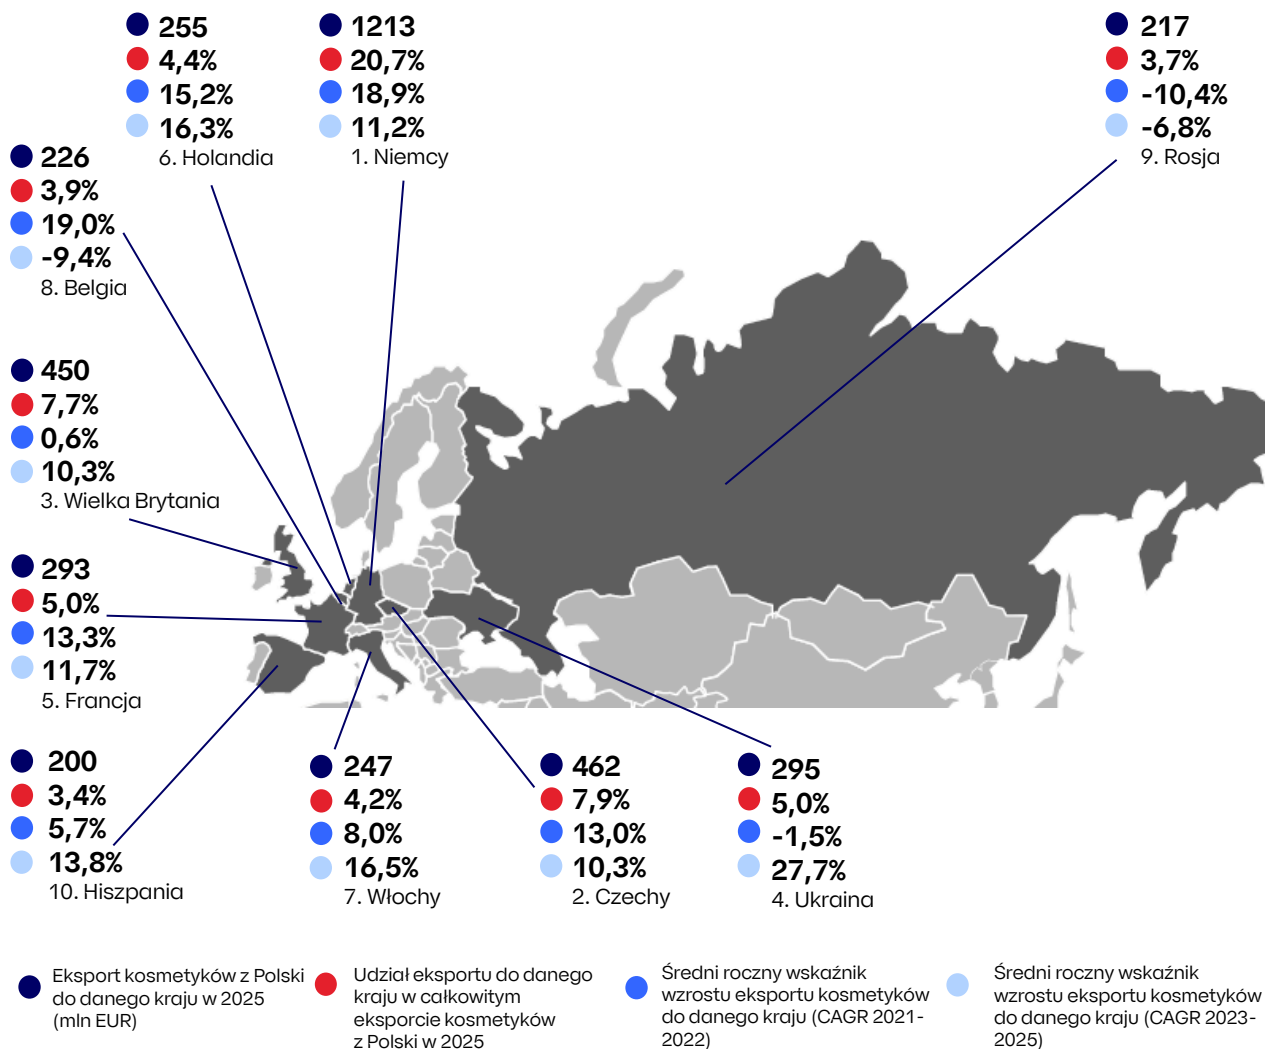 255
4,4%
15,2%
16,3%
6. Holandia
1213
20,7%
18,9%
11,2%
1. Niemcy
217
3,7%
-10,4%
-6,8%
9. Rosja
226
3,9%
19,0%
-9,4%
8. Belgia
450
7,7%
0,6%
10,3%
3. Wielka Brytania
293
5,0%
13,3%
11,7%
5. Francja
200
3,4%
5,7%
13,8%
10. Hiszpania
247
4,2%
8,0%
16,5%
7. Włochy
462
7,9%
13,0%
10,3%
2. Czechy
295
5,0%
-1,5%
27,7%
4. Ukraina
Eksport kosmetyków z Polski
do danego kraju w 2025
(mln EUR)
Udział eksportu do danego
kraju w całkowitym
eksporcie kosmetyków
z Polski w 2025
Średni roczny wskaźnik
wzrostu eksportu kosmetyków
do danego kraju (CAGR 2021-
2022)
Średni roczny wskaźnik
wzrostu eksportu kosmetyków
do danego kraju (CAGR 2023-
2025)